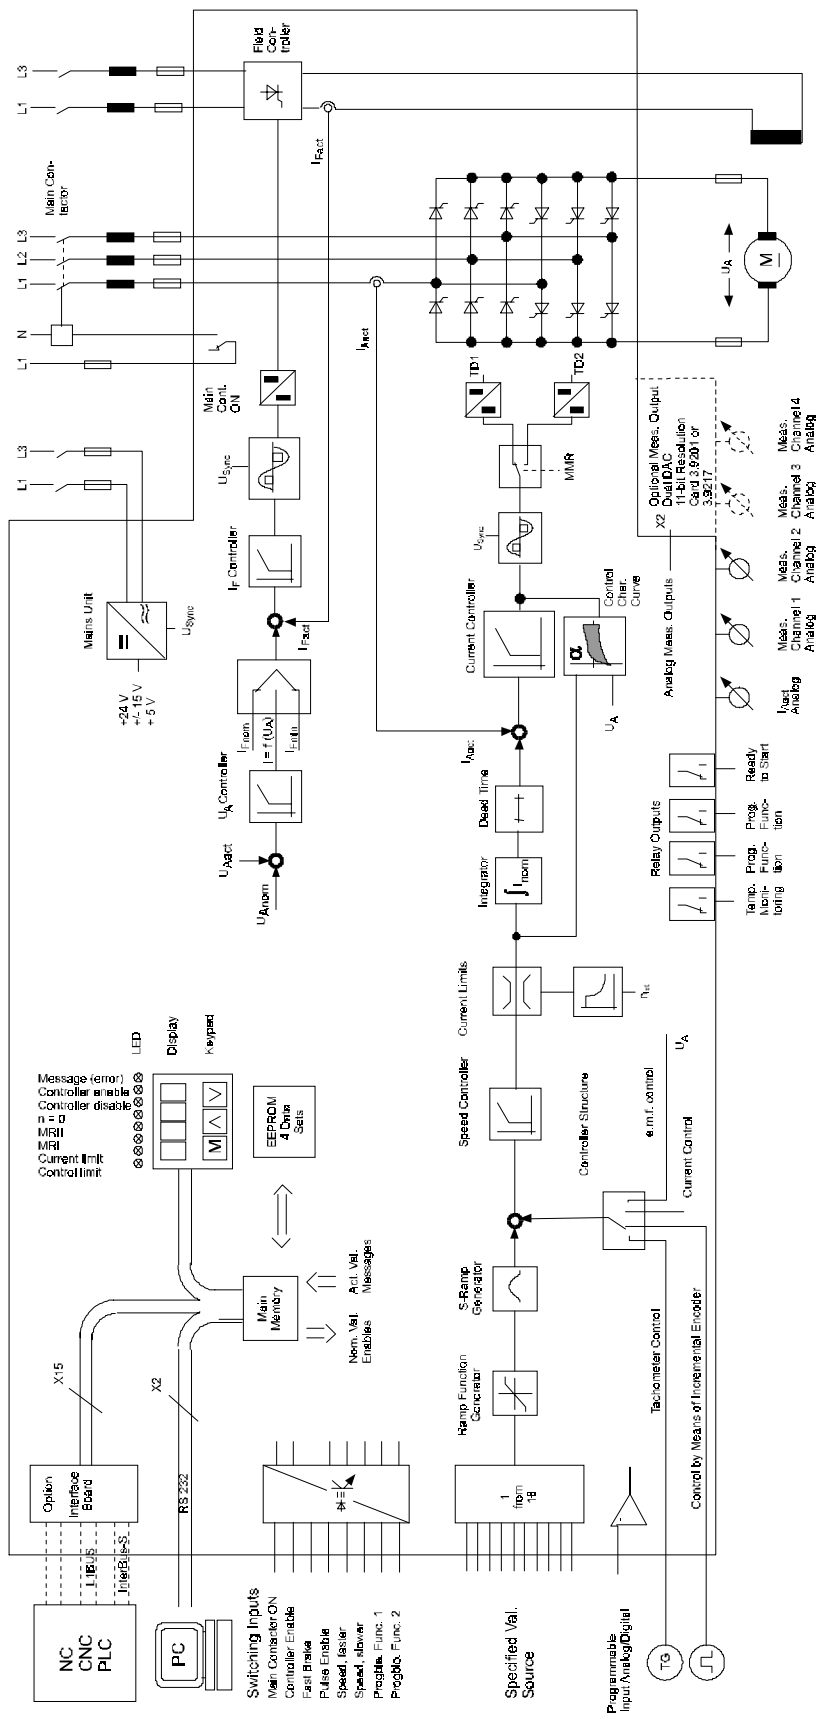 Field
Con-
troller
L3
L1
IFact
Main Con-
tactor
L3
L2
L1
N
L1
IAact
UA
M
TD1
TD2
MMR
Main
Cont.
ON
USync
IF Controller
IFact
IFnom
I = f (UA)
IFmin
UA Controller
UAact
UAnom
L3
L1
Mains Unit
=
≈
USync
+24 V
+/- 15 V
+ 5 V
Optional Meas. Output
Dual DAC
11-bit Resolution
Card 3.9201 or
3.9217
X2
Analog Meas. Outputs
Meas.
Channel 4
Analog
Meas.
Channel 3
Analog
Meas.
Channel 2
Analog
Meas.
Channel 1
Analog
IAact
Analog
USync
Current Controller
Control
Char.
Curve
α
UA
IAact
Dead Time
Integrator
∫ Inom
Relay Outputs
Ready
to Start
Prog.
Func-
tion
Prog.
Func-
tion
Temp.
Moni-
toring
Current Limits
Speed Controller
Controller Structure
e.m.f. control
UA
Current Control
Tachometer Control
Control by Means of Incremental Encoder
S-Ramp
Generator
Ramp Function
Generator
1
from
18
Specified Val.
Source
Programmable
Input Analog/Digital
TG
LED
Display
Keypad
Message (error)
Controller enable
Controller disable
n = 0
MRII
MRI
Current limit
Control limit
M
EEPROM
4 Data
Sets
Main
Memory
Act. Val.
Messages
Nom. Val.
Enables
X15
X2
Option
Interface
Board
RS 232
L1BUS
InterBus-S
NC
CNC
PLC
PC
Switching Inputs
Main Contactor ON
Controller Enable
Fast Brake
Pulse Enable
Speed, faster
Speed, slower
Progble. Func. 1
Progble. Func. 2